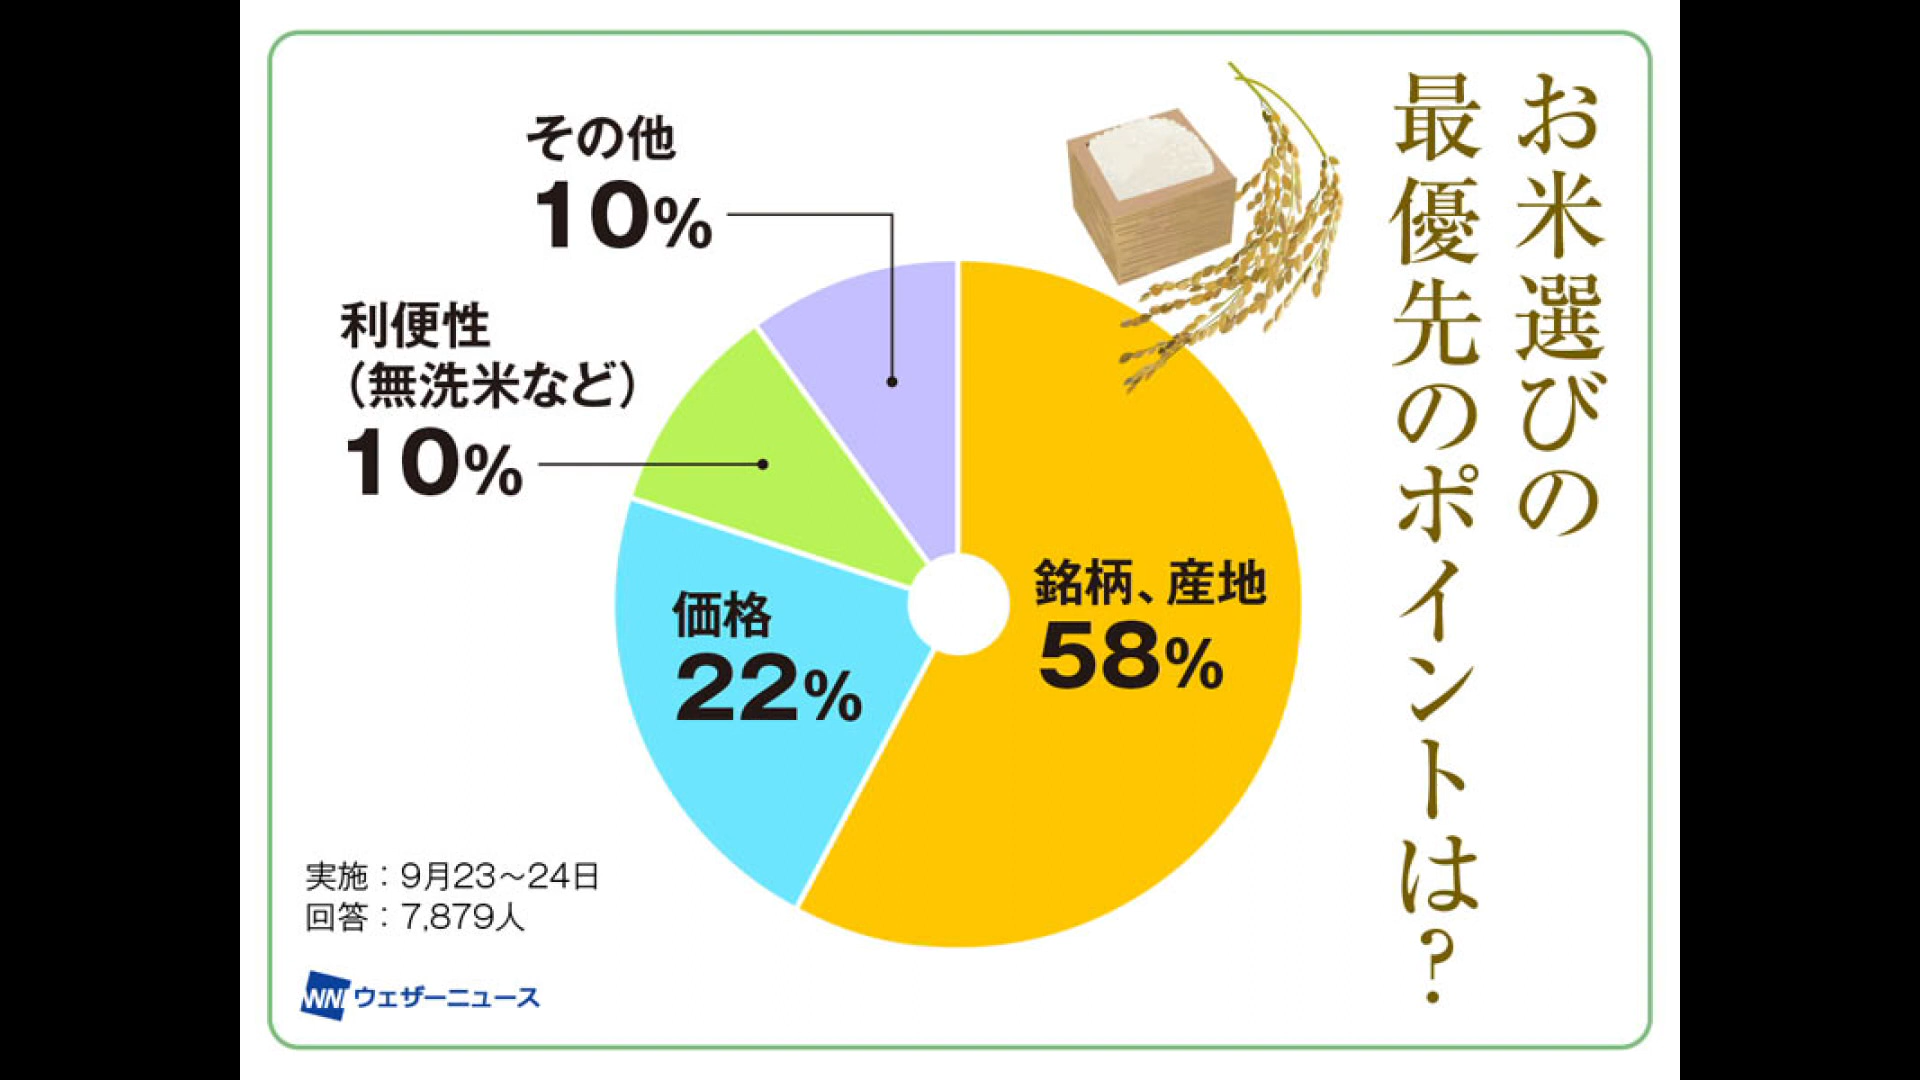 お米選びの
最優先のポイントは?
その他
10%
利便性
(無洗米など)
10%
価格
22%
銘柄、産地
58%
実施:9月23~24日
回答:7,879人
WNI ウェザーニュース